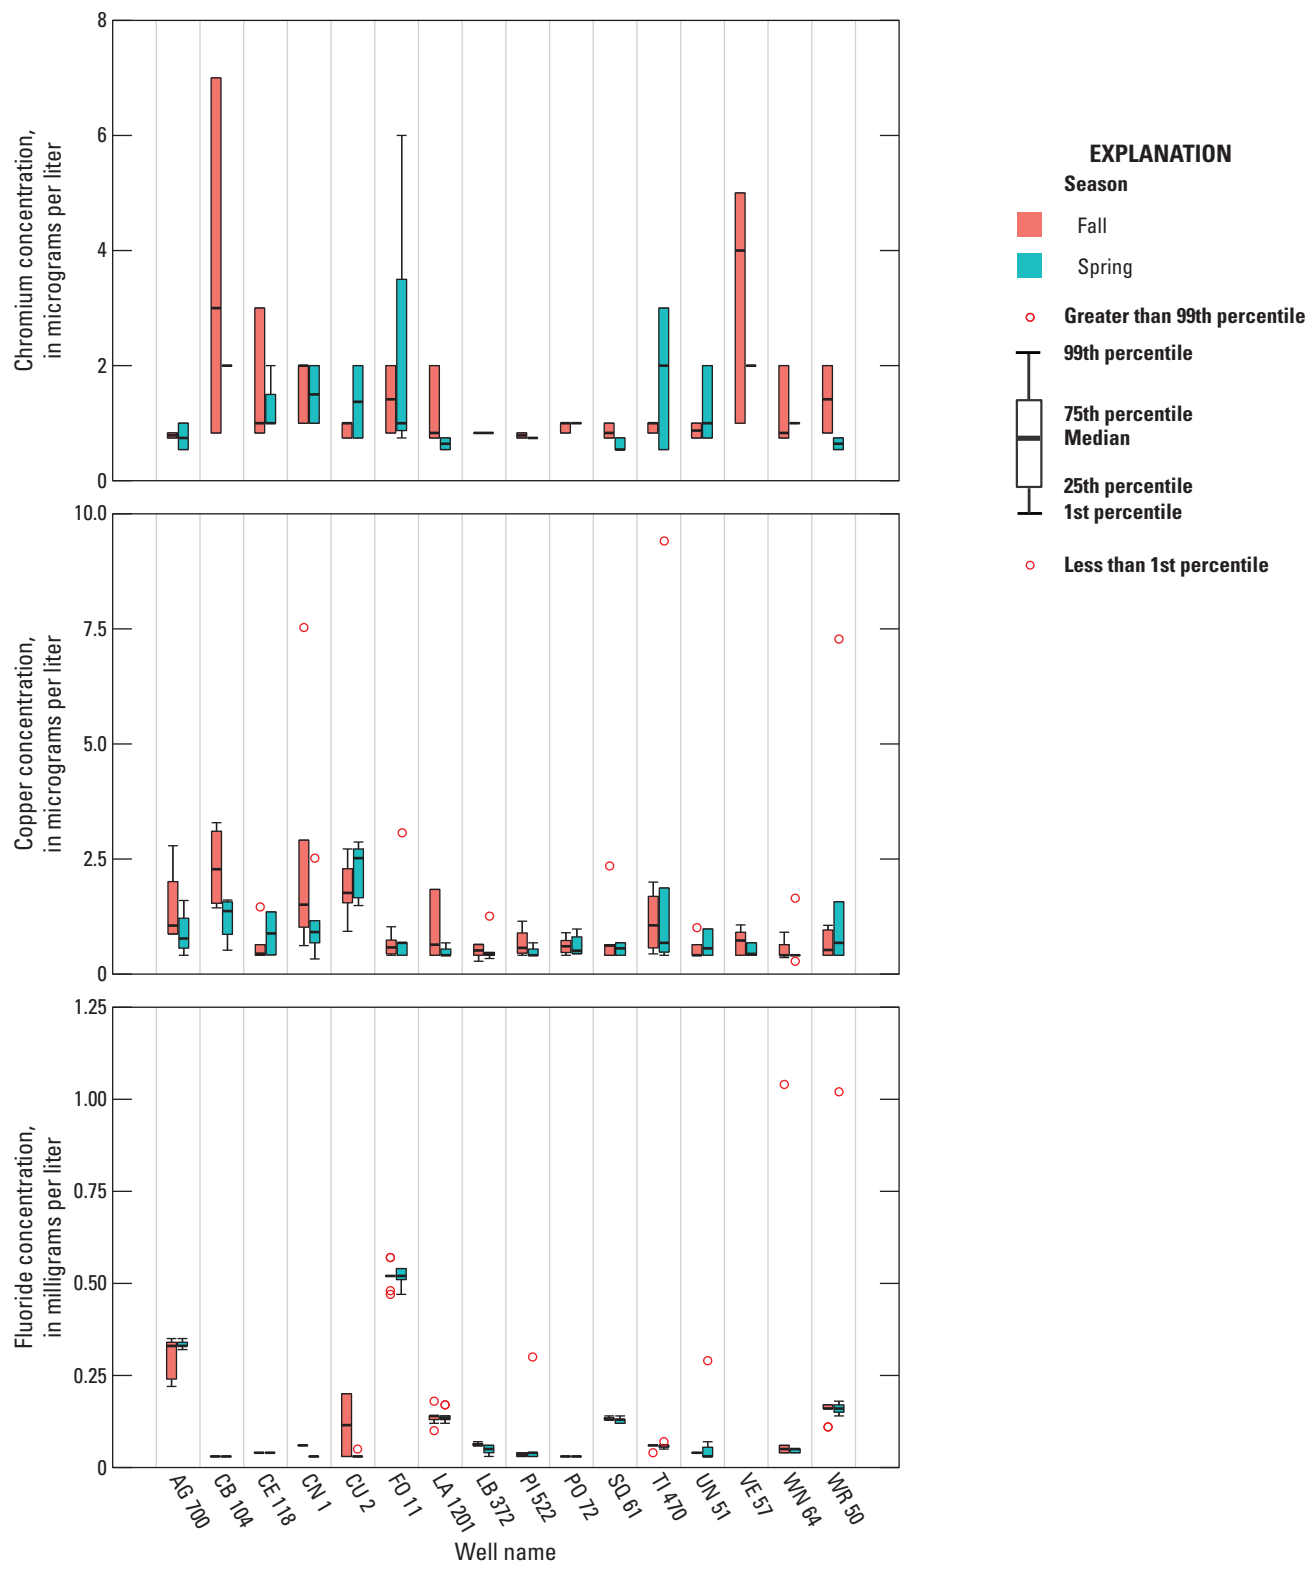 8
6
4
2
0
Chromium concentration,
in micrograms per liter
10.0
7.5
5.0
2.5
0
Copper concentration,
in micrograms per liter
1.25
1.00
0.75
0.50
0.25
0
Fluoride concentration,
in milligrams per liter
AG 700
CB 104
CE 118
CN 1
CU 2
FO 11
LA 1201
LB 372
PI 522
PO 72
SQ 61
TI 470
UN 51
VE 57
WN 64
WR 50
Well name
EXPLANATION
Season
Fall
Spring
Greater than 99th percentile
99th percentile
75th percentile
Median
25th percentile
1st percentile
Less than 1st percentile